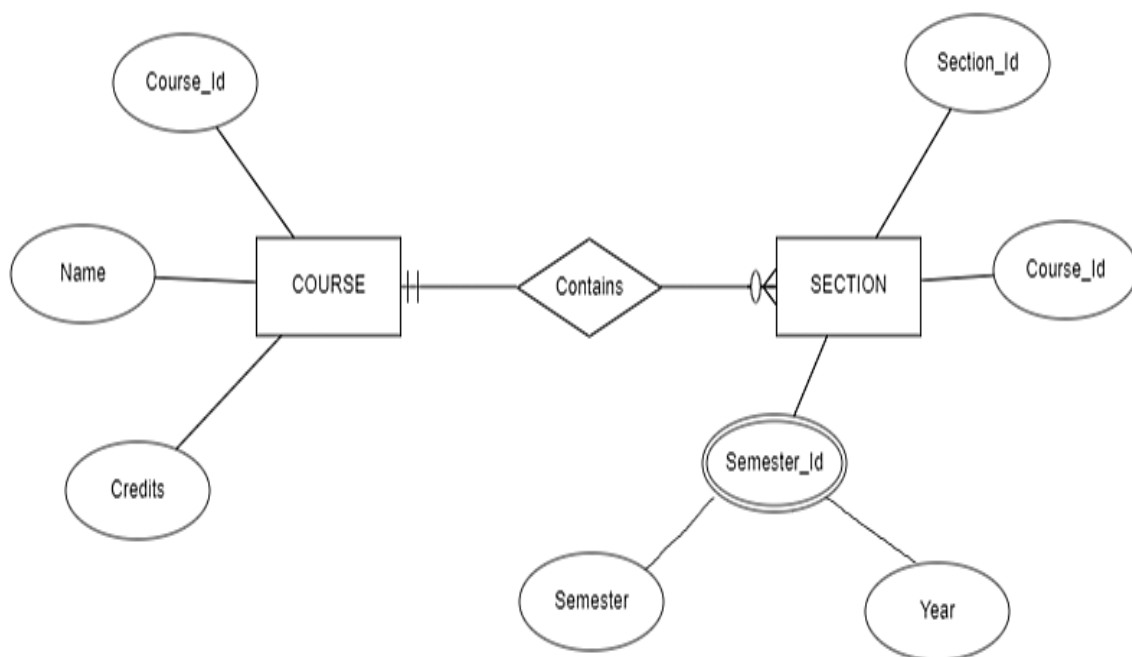 Course_Id
Section_Id
Name
COURSE
Contains
SECTION
Course_Id
Credits
Semester_Id
Semester
Year